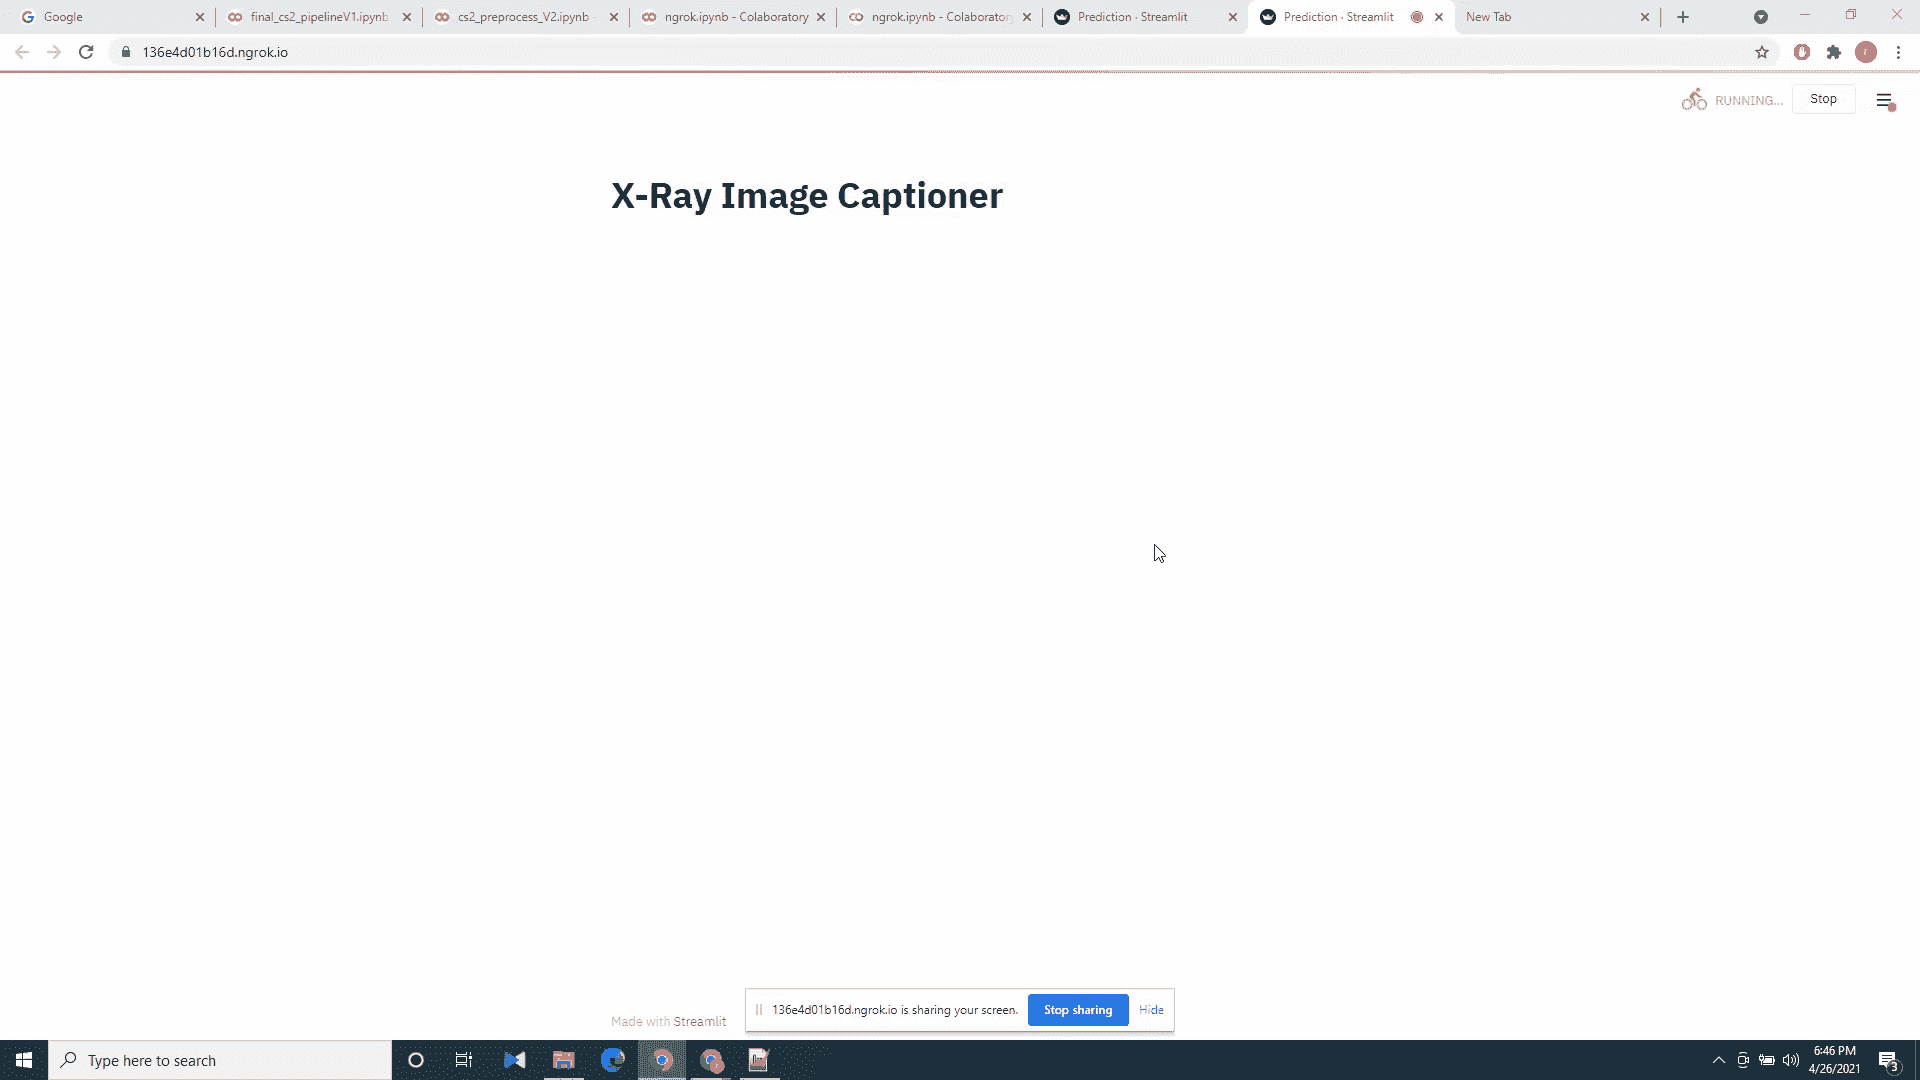 Google
final_cs2_pipelineV1.ipynb
cs2_preprocess_V2.ipynb
ngrok.ipynb - Colaboratory
ngrok.ipynb - Colaboratory
Prediction · Streamlit
Prediction · Streamlit
New Tab
136e4d01b16d.ngrok.io
RUNNING...
Stop
X-Ray Image Captioner
136e4d01b16d.ngrok.io is sharing your screen.
Stop sharing
Hide
Made with Streamlit
Type here to search
6:46 PM
4/26/2021
3